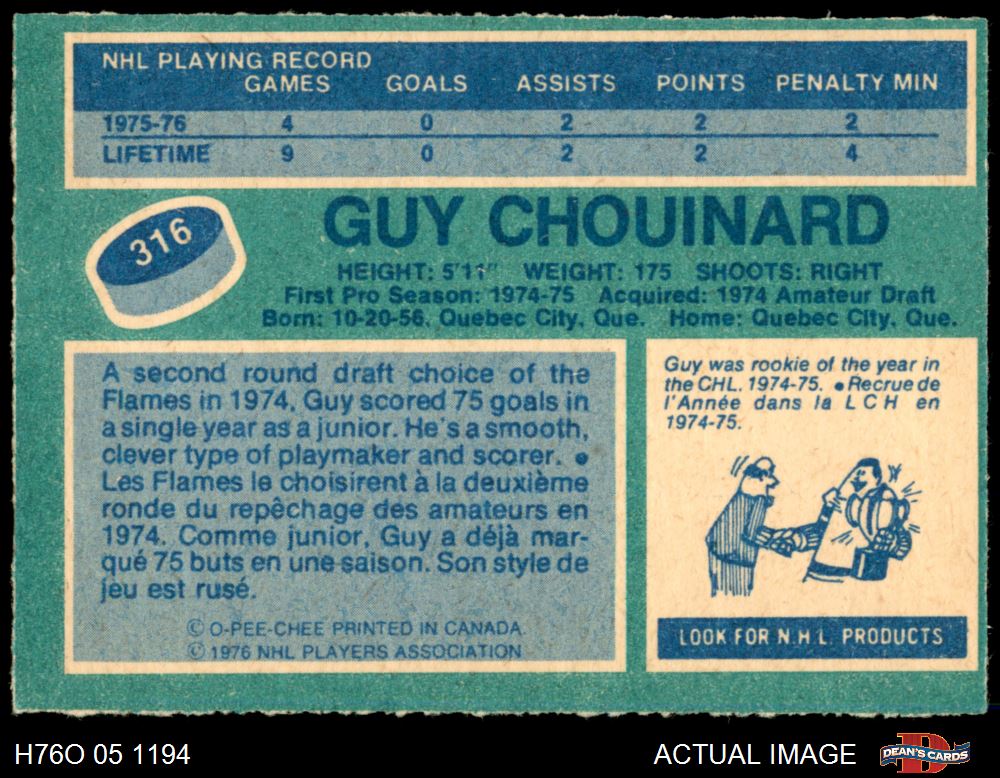 NHL PLAYING RECORD
GAMES GOALS ASSISTS POINTS PENALTY MIN
1975-76 4 0 2 2 2
LIFETIME 9 0 2 2 4
316
GUY CHOUINARD
HEIGHT: 5'11" WEIGHT: 175 SHOOTS: RIGHT
First Pro Season: 1974-75 Acquired: 1974 Amateur Draft
Born: 10-20-56, Quebec City, Que. Home: Quebec City, Que.
A second round draft choice of the
Flames in 1974, Guy scored 75 goals in
a single year as a junior. He's a smooth,
clever type of playmaker and scorer. •
Les Flames le choisirent à la deuxième
ronde du repêchage des amateurs en
1974. Comme junior, Guy a déjà mar-
qué 75 buts en une saison. Son style de
jeu est rusé.
© O-PEE-CHEE PRINTED IN CANADA.
© 1976 NHL PLAYERS ASSOCIATION
Guy was rookie of the year in
the CHL. 1974-75. • Recrue de
l'Année dans la L C H en
1974-75.
LOOK FOR N.H.L. PRODUCTS
H76O 05 1194
ACTUAL IMAGE
D
DEAN'S CARDS